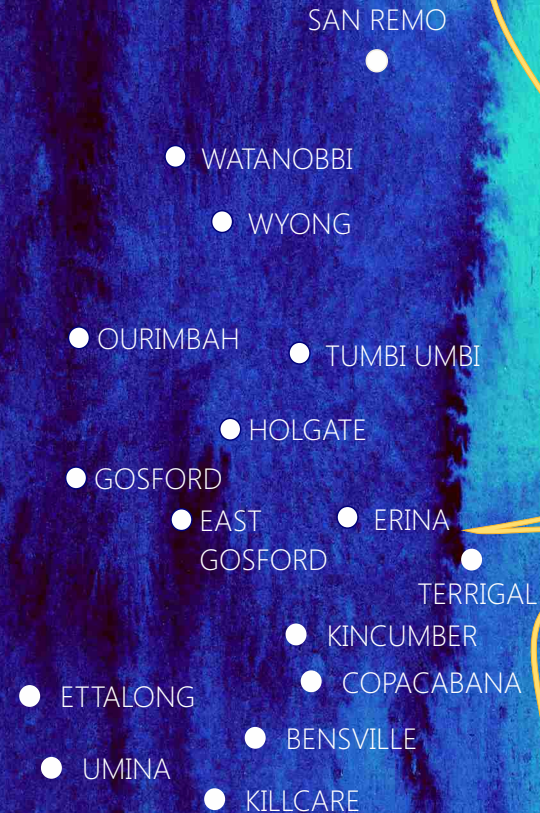 SAN REMO
WATANOBBI
WYONG
OURIMBAH
TUMBI UMBI
HOLGATE
GOSFORD
EAST
GOSFORD
ERINA
TERRIGAL
KINCUMBER
COPACABANA
ETTALONG
BENSVILLE
UMINA
KILLCARE